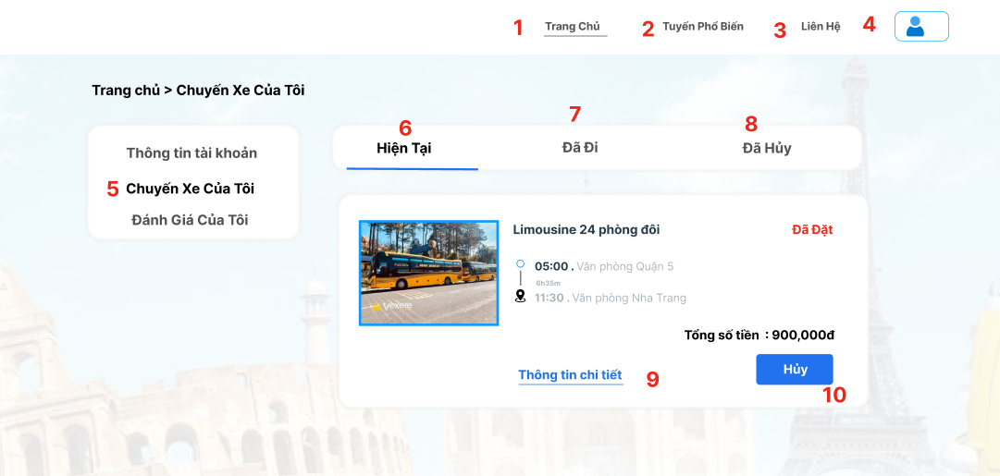 1 Trang Chủ 2 Tuyến Phổ Biến 3 Liên Hệ 4
Trang chủ > Chuyến Xe Của Tôi
Thông tin tài khoản
5 Chuyến Xe Của Tôi
Đánh Giá Của Tôi
6 7 8
Hiện Tại Đã Đi Đã Hủy
Limousine 24 phòng đôi Đã Đặt
05:00 . Văn phòng Quận 5
6h35m
11:30 . Văn phòng Nha Trang
vexere
Tổng số tiền : 900,000đ
Thông tin chi tiết 9 Hủy
10